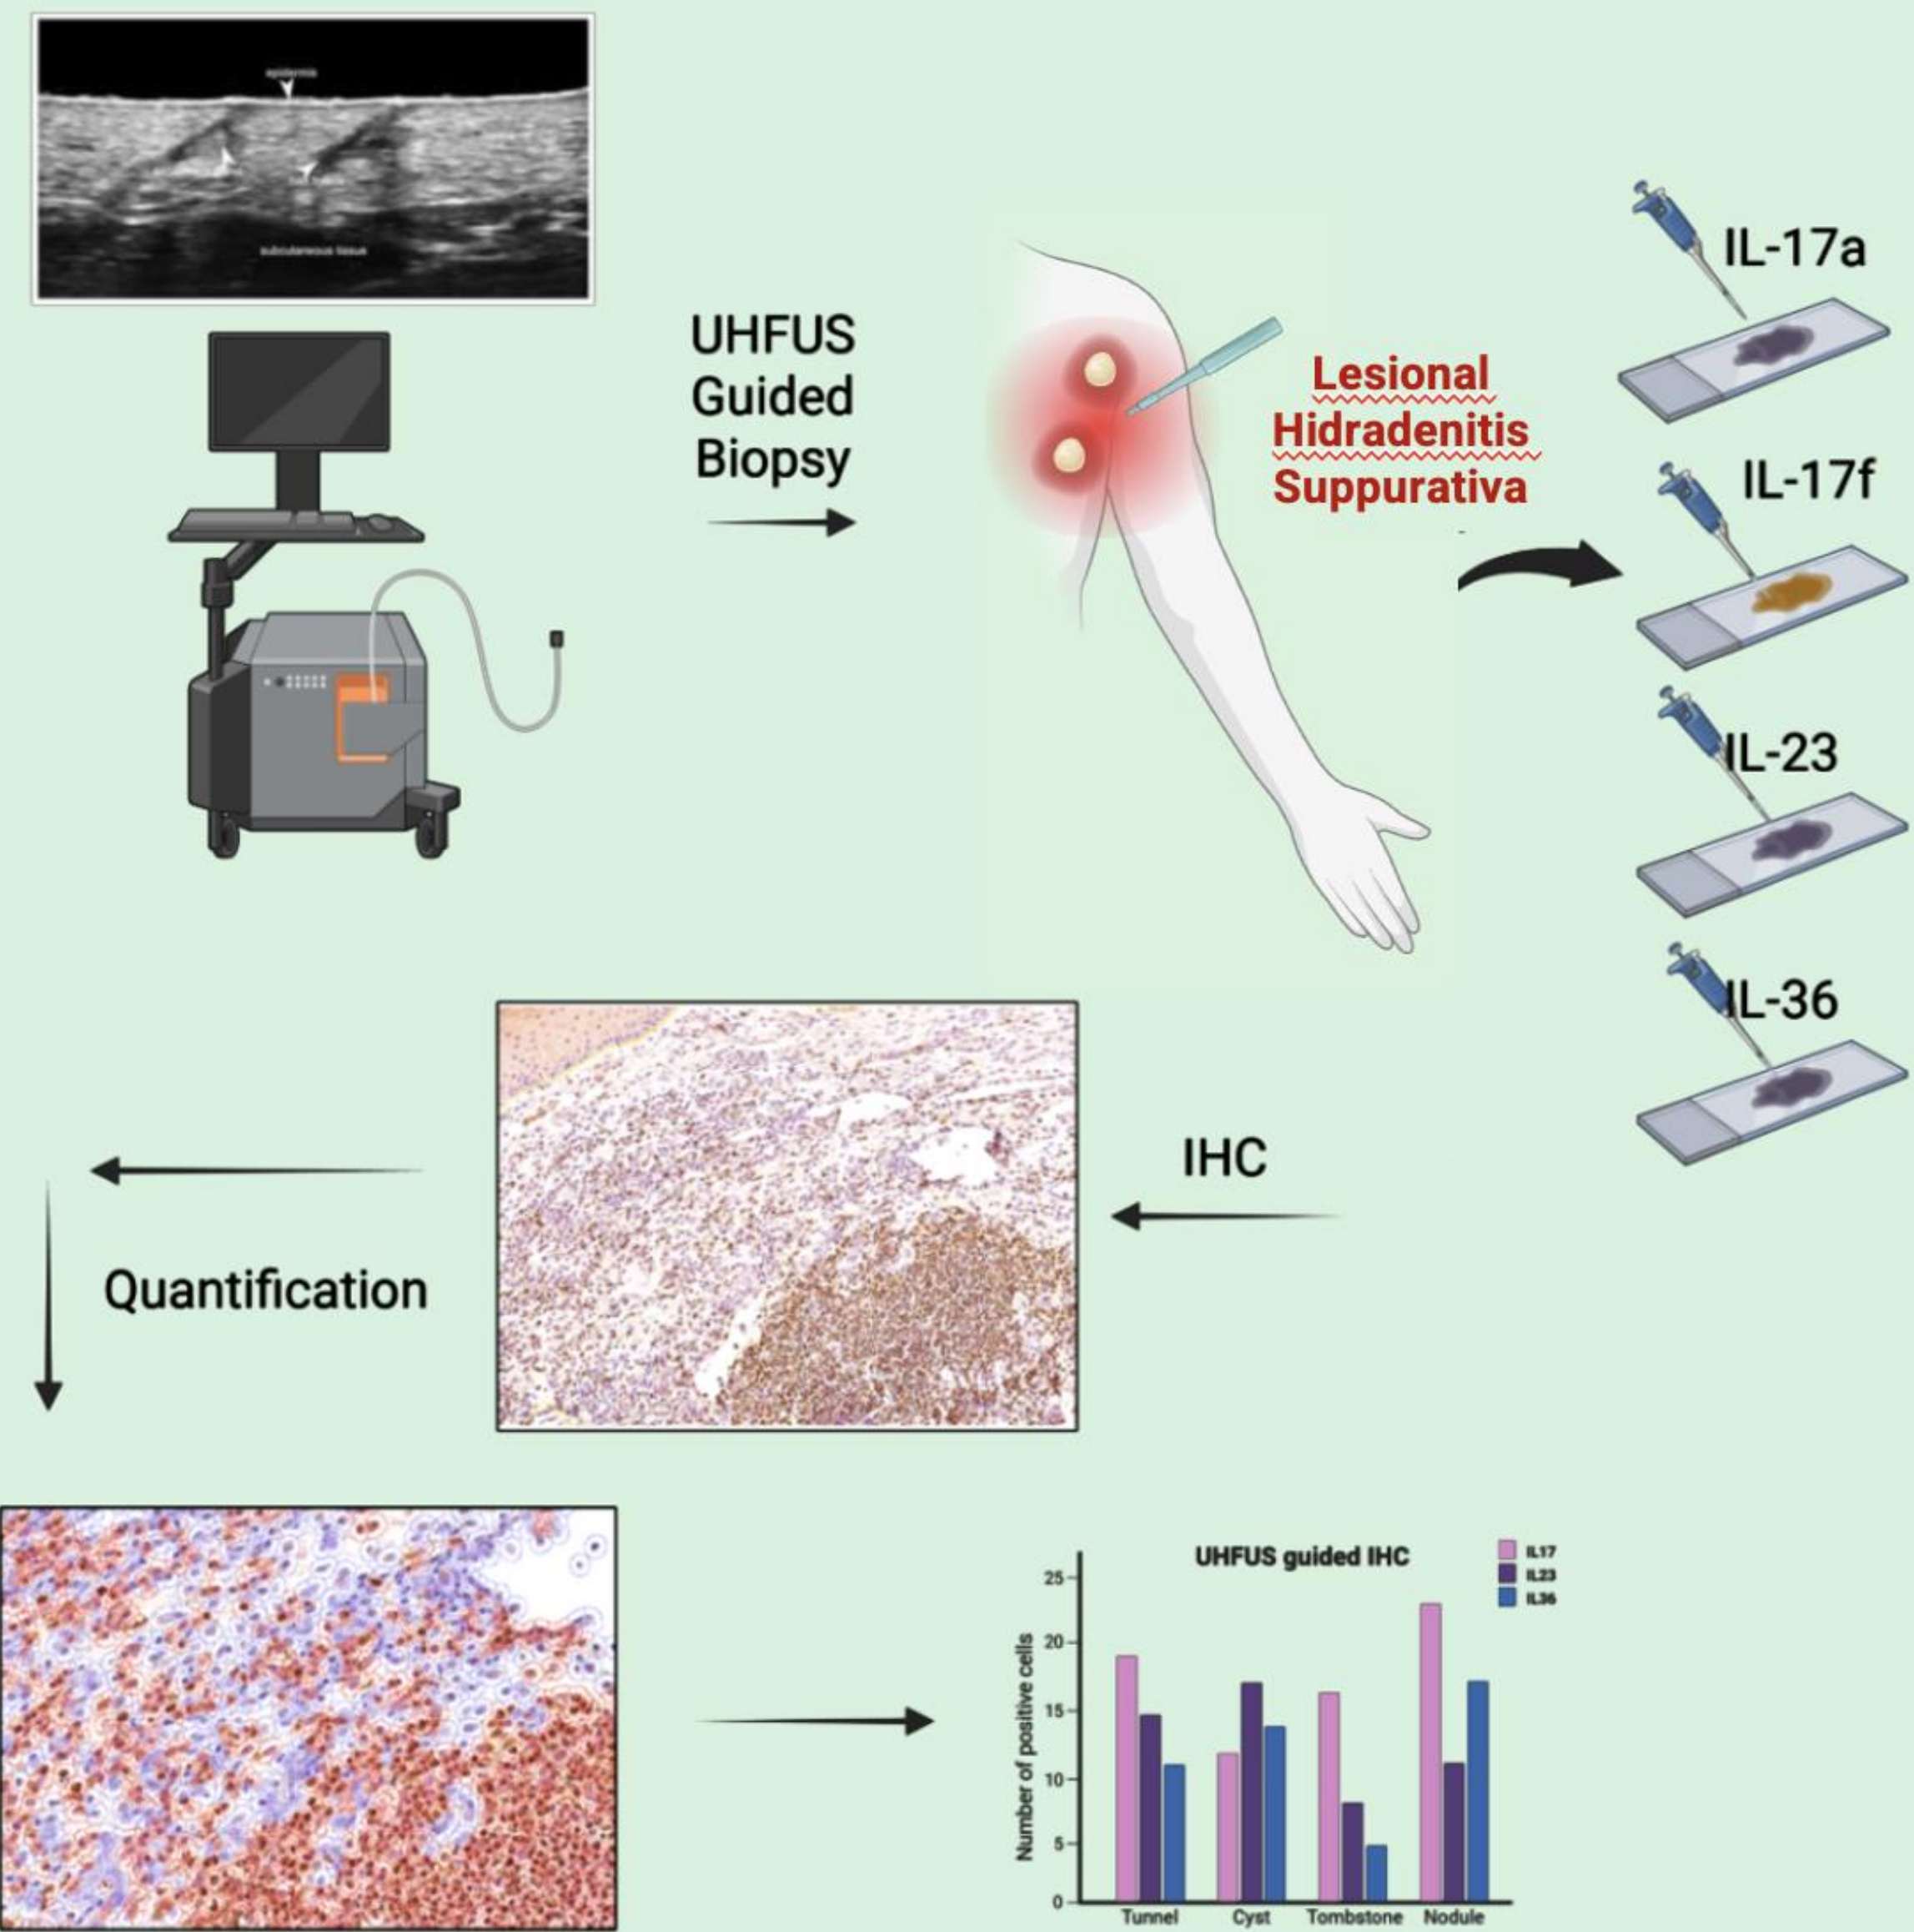 epidermis
subcutaneous tissue
UHFUS
Guided
Biopsy
Lesional
Hidradenitis
Suppurativa
IL-17a
IL-17f
IL-23
IL-36
IHC
Quantification
UHFUS guided IHC
IL17
IL23
IL36
Number of positive cells
25
20
15
10
5
0
Tunnel Cyst Tombstone Nodule